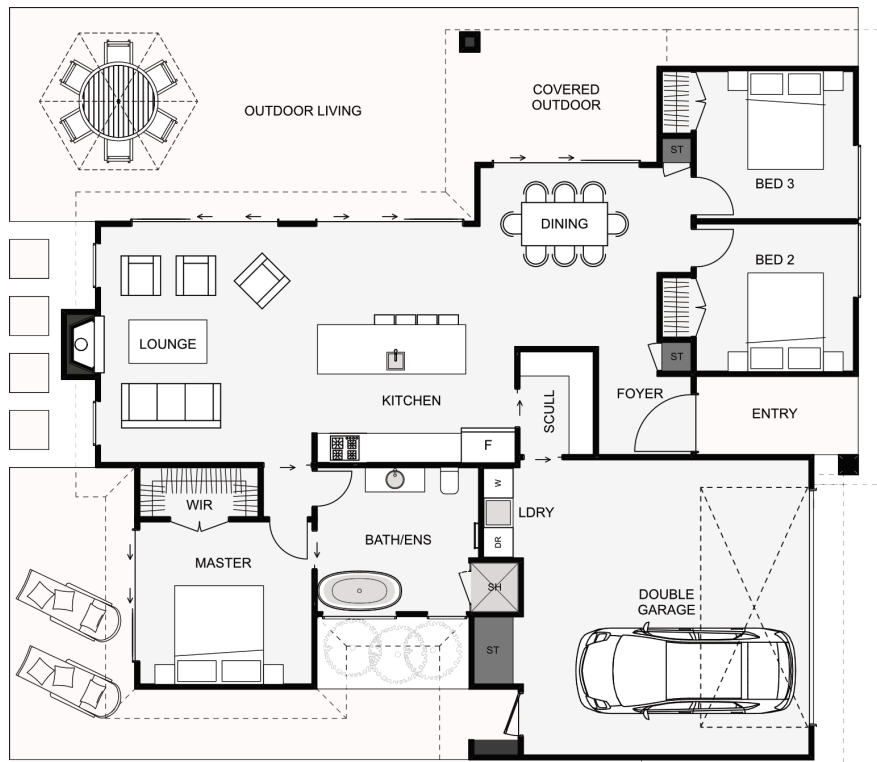 COVERED
OUTDOOR
OUTDOOR LIVING
ST
BED 3
DINING
BED 2
LOUNGE
ST
KITCHEN
SCULL
FOYER
ENTRY
F
WIR
W
LDRY
DR
BATH/ENS
MASTER
SH
DOUBLE
GARAGE
ST